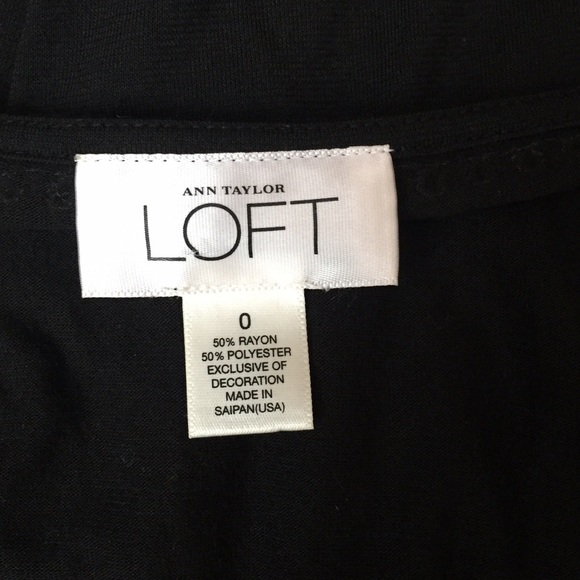 ANN TAYLOR
LOFT
0
50% RAYON
50% POLYESTER
EXCLUSIVE OF
DECORATION
MADE IN
SAIPAN(USA)